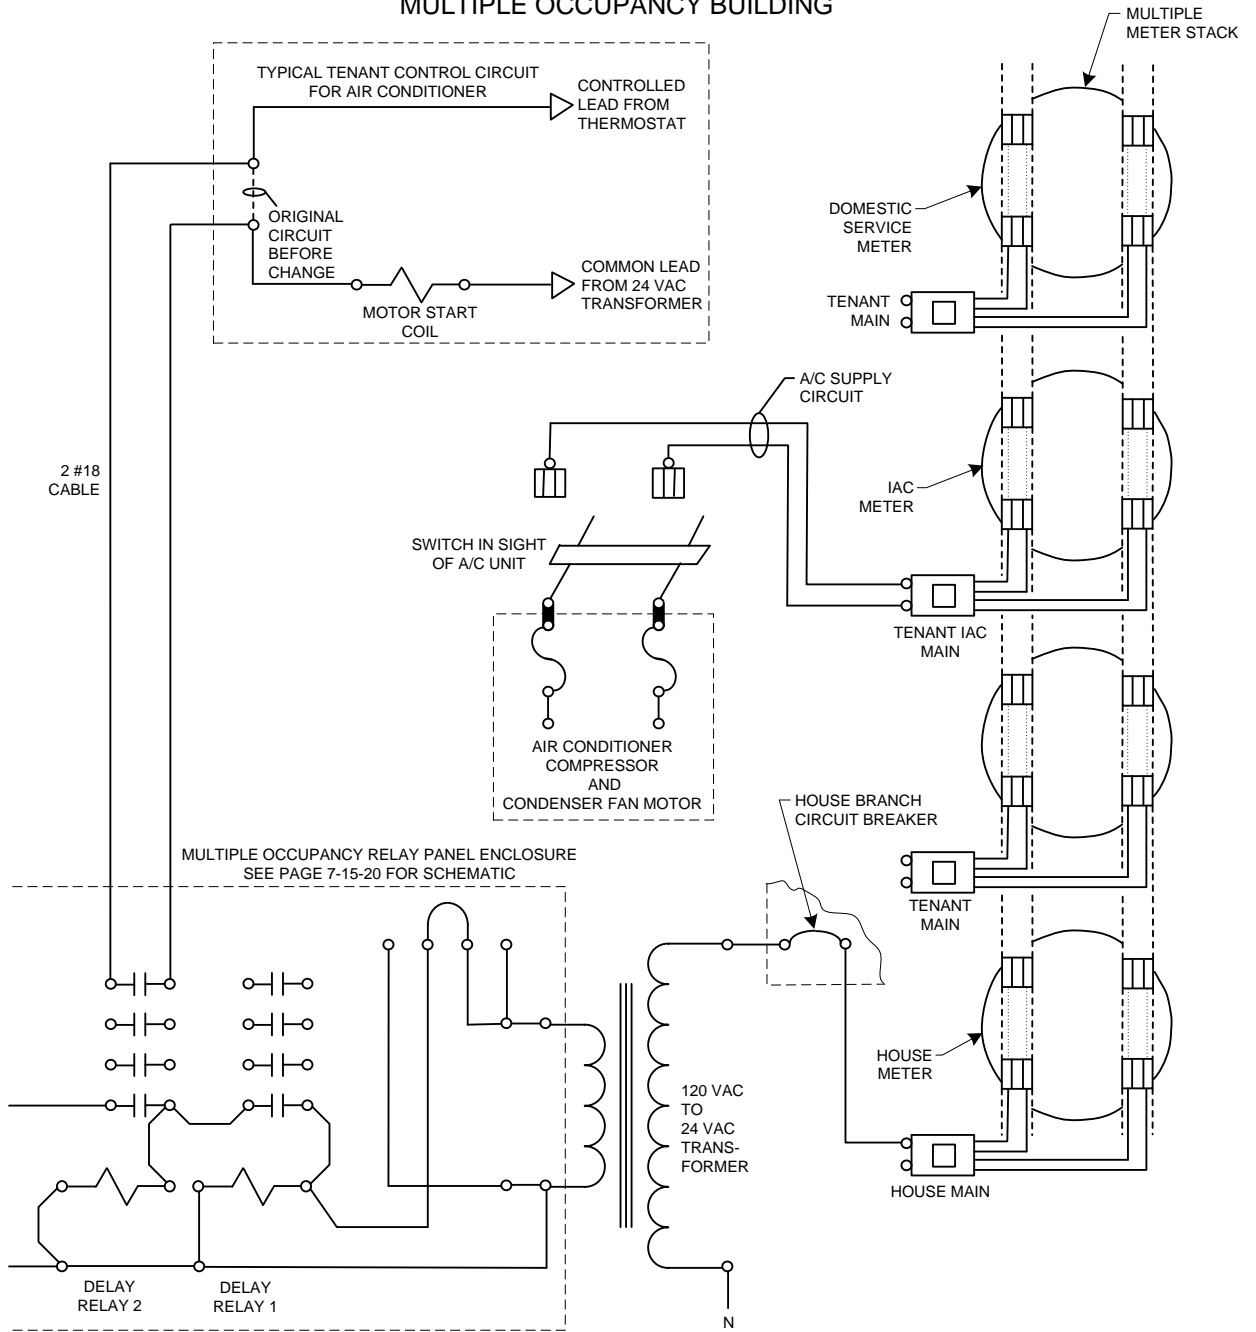 MULTIPLE OCCUPANCY BUILDING
MULTIPLE
METER STACK
TYPICAL TENANT CONTROL CIRCUIT
FOR AIR CONDITIONER
CONTROLLED
LEAD FROM
THERMOSTAT
ORIGINAL
CIRCUIT
BEFORE
CHANGE
COMMON LEAD
FROM 24 VAC
TRANSFORMER
MOTOR START
COIL
DOMESTIC
SERVICE
METER
TENANT
MAIN
A/C SUPPLY
CIRCUIT
2 #18
CABLE
IAC
METER
SWITCH IN SIGHT
OF A/C UNIT
TENANT IAC
MAIN
AIR CONDITIONER
COMPRESSOR
AND
CONDENSER FAN MOTOR
HOUSE BRANCH
CIRCUIT BREAKER
MULTIPLE OCCUPANCY RELAY PANEL ENCLOSURE
SEE PAGE 7-15-20 FOR SCHEMATIC
TENANT
MAIN
HOUSE
METER
120 VAC
TO
24 VAC
TRANS-
FORMER
HOUSE MAIN
DELAY
RELAY 2
DELAY
RELAY 1
N